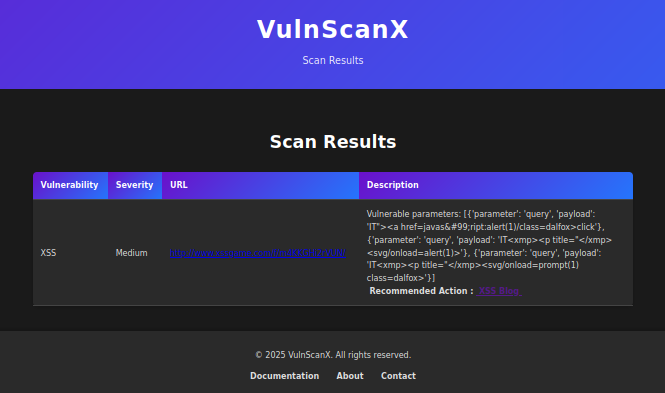 VulnScanX
Scan Results
Scan Results
Vulnerability Severity URL Description
Vulnerable parameters: [{'parameter': 'query', 'payload':
'IT"><a href=javas&#99;ript:alert(1)/class=dalfox>click'},
{'parameter': 'query', 'payload': 'IT<xmp><p title="</xmp>
XSS Medium
<svg/onload=alert(1)>'}, {'parameter': 'query', 'payload':
'IT<xmp><p title="</xmp><svg/onload=prompt(1)
class=dalfox>'}]
Recommended Action : XSS Blog
© 2025 VulnScanX. All rights reserved.
Documentation About Contact